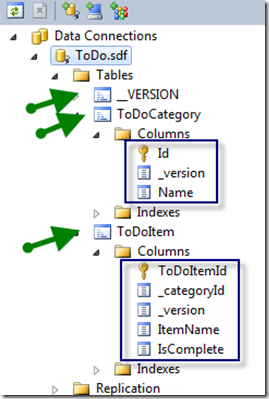 Data Connections
ToDo.sdf
Tables
__VERSION
ToDoCategory
Columns
Id
_version
Name
Indexes
ToDoItem
Columns
ToDoItemId
_categoryId
_version
ItemName
IsComplete
Indexes
Replication